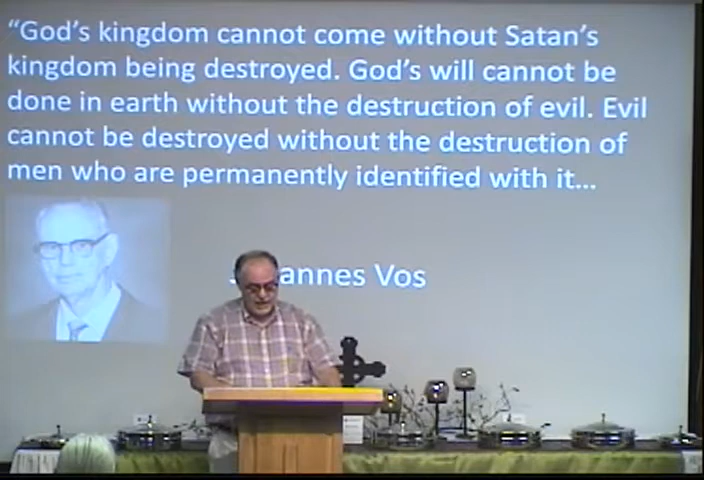 “God’s kingdom cannot come without Satan’s
kingdom being destroyed. God’s will cannot be
done in earth without the destruction of evil. Evil
cannot be destroyed without the destruction of
men who are permanently identified with it...
annes Vos